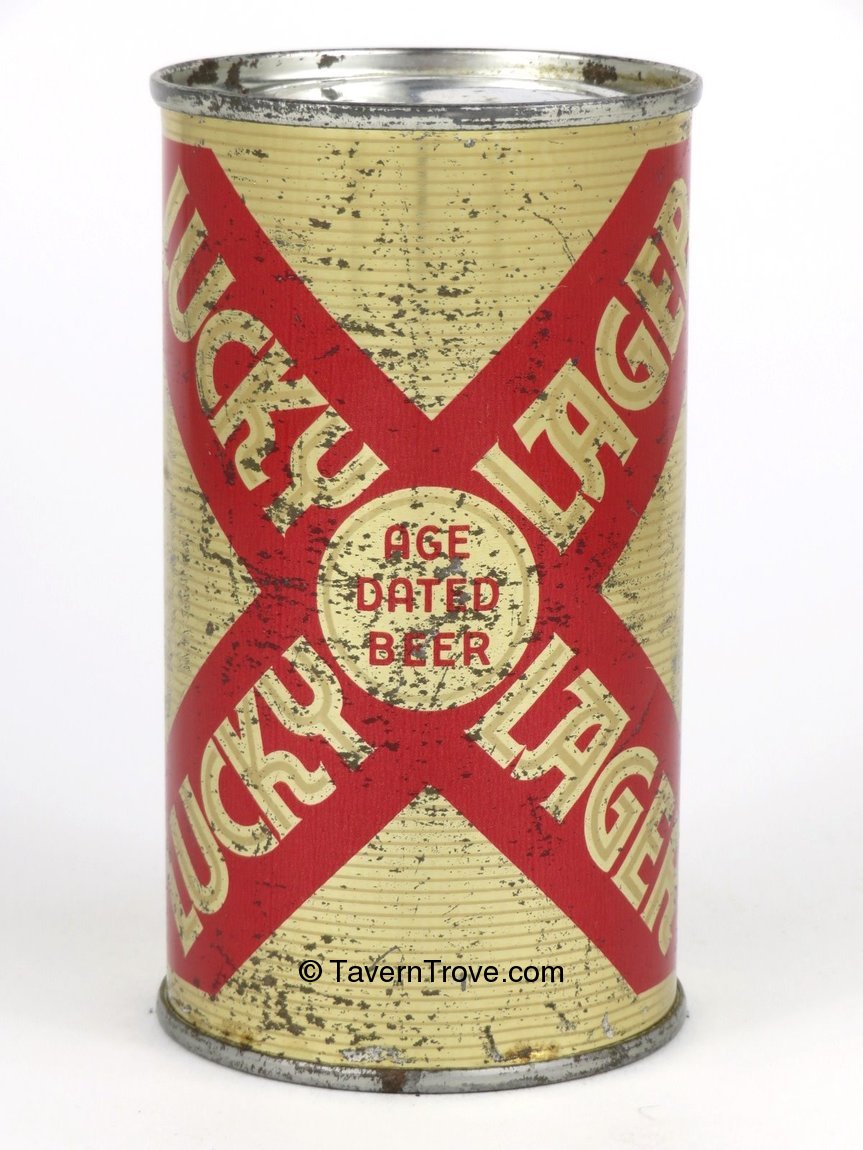 LUCKY LAGER
AGE
DATED
BEER
LUCKY LAGER
© TavernTrove.com